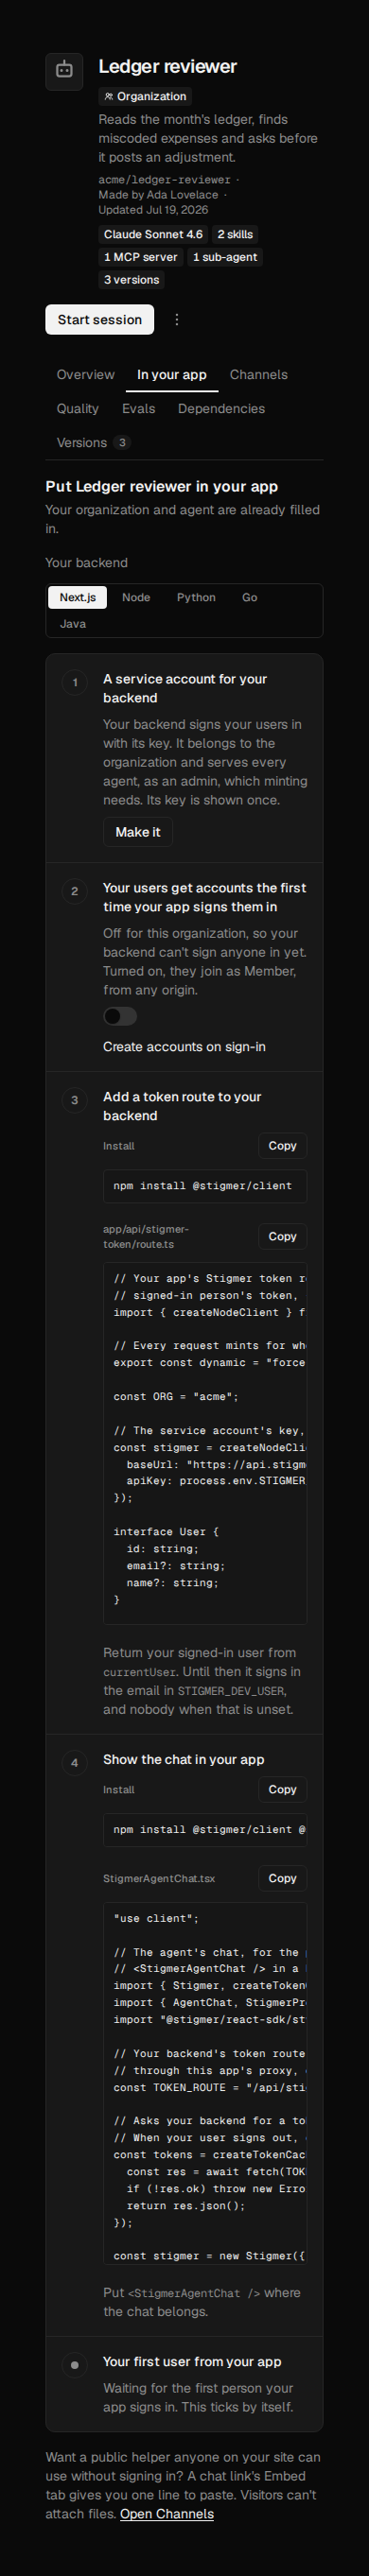 Ledger reviewer
Organization
Reads the month's ledger, finds
miscoded expenses and asks before
it posts an adjustment.
acme/ledger-reviewer ·
Made by Ada Lovelace ·
Updated Jul 19, 2026
Claude Sonnet 4.6 2 skills
1 MCP server 1 sub-agent
3 versions
Start session
Overview In your app Channels
Quality Evals Dependencies
Versions 3
Put Ledger reviewer in your app
Your organization and agent are already filled
in.
Your backend
Next.js Node Python Go
Java
1 A service account for your
backend
Your backend signs your users in
with its key. It belongs to the
organization and serves every
agent, as an admin, which minting
needs. Its key is shown once.
Make it
2 Your users get accounts the first
time your app signs them in
Off for this organization, so your
backend can't sign anyone in yet.
Turned on, they join as Member,
from any origin.
Create accounts on sign-in
3 Add a token route to your
backend
Install Copy
npm install @stigmer/client
app/api/stigmer-
token/route.ts Copy
// Your app's Stigmer token r
// signed-in person's token,
import { createNodeClient } f
// Every request mints for wh
export const dynamic = "force
const ORG = "acme";
// The service account's key,
const stigmer = createNodeClie
baseUrl: "https://api.stigm
apiKey: process.env.STIGMER
});
interface User {
id: string;
email?: string;
name?: string;
}
Return your signed-in user from
currentUser. Until then it signs in
the email in STIGMER_DEV_USER,
and nobody when that is unset.
4 Show the chat in your app
Install Copy
npm install @stigmer/client @
StigmerAgentChat.tsx Copy
"use client";
// The agent's chat, for the
// <StigmerAgentChat /> in a
import { Stigmer, createToken
import { AgentChat, StigmerPr
import "@stigmer/react-sdk/st
// Your backend's token route
// through this app's proxy,
const TOKEN_ROUTE = "/api/sti
// Asks your backend for a to
// When your user signs out,
const tokens = createTokenCac
const res = await fetch(TOK
if (!res.ok) throw new Erro
return res.json();
});
const stigmer = new Stigmer({
Put <StigmerAgentChat /> where
the chat belongs.
Your first user from your app
Waiting for the first person your
app signs in. This ticks by itself.
Want a public helper anyone on your site can
use without signing in? A chat link's Embed
tab gives you one line to paste. Visitors can't
attach files. Open Channels